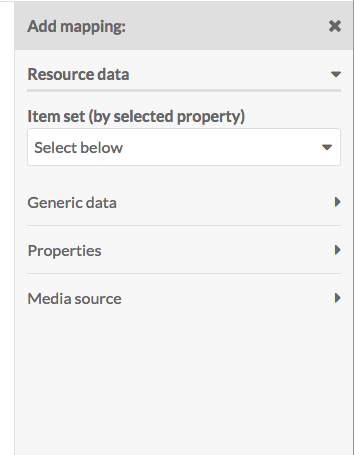 Add mapping:
Resource data
Item set (by selected property)
Select below
Generic data
Properties
Media source